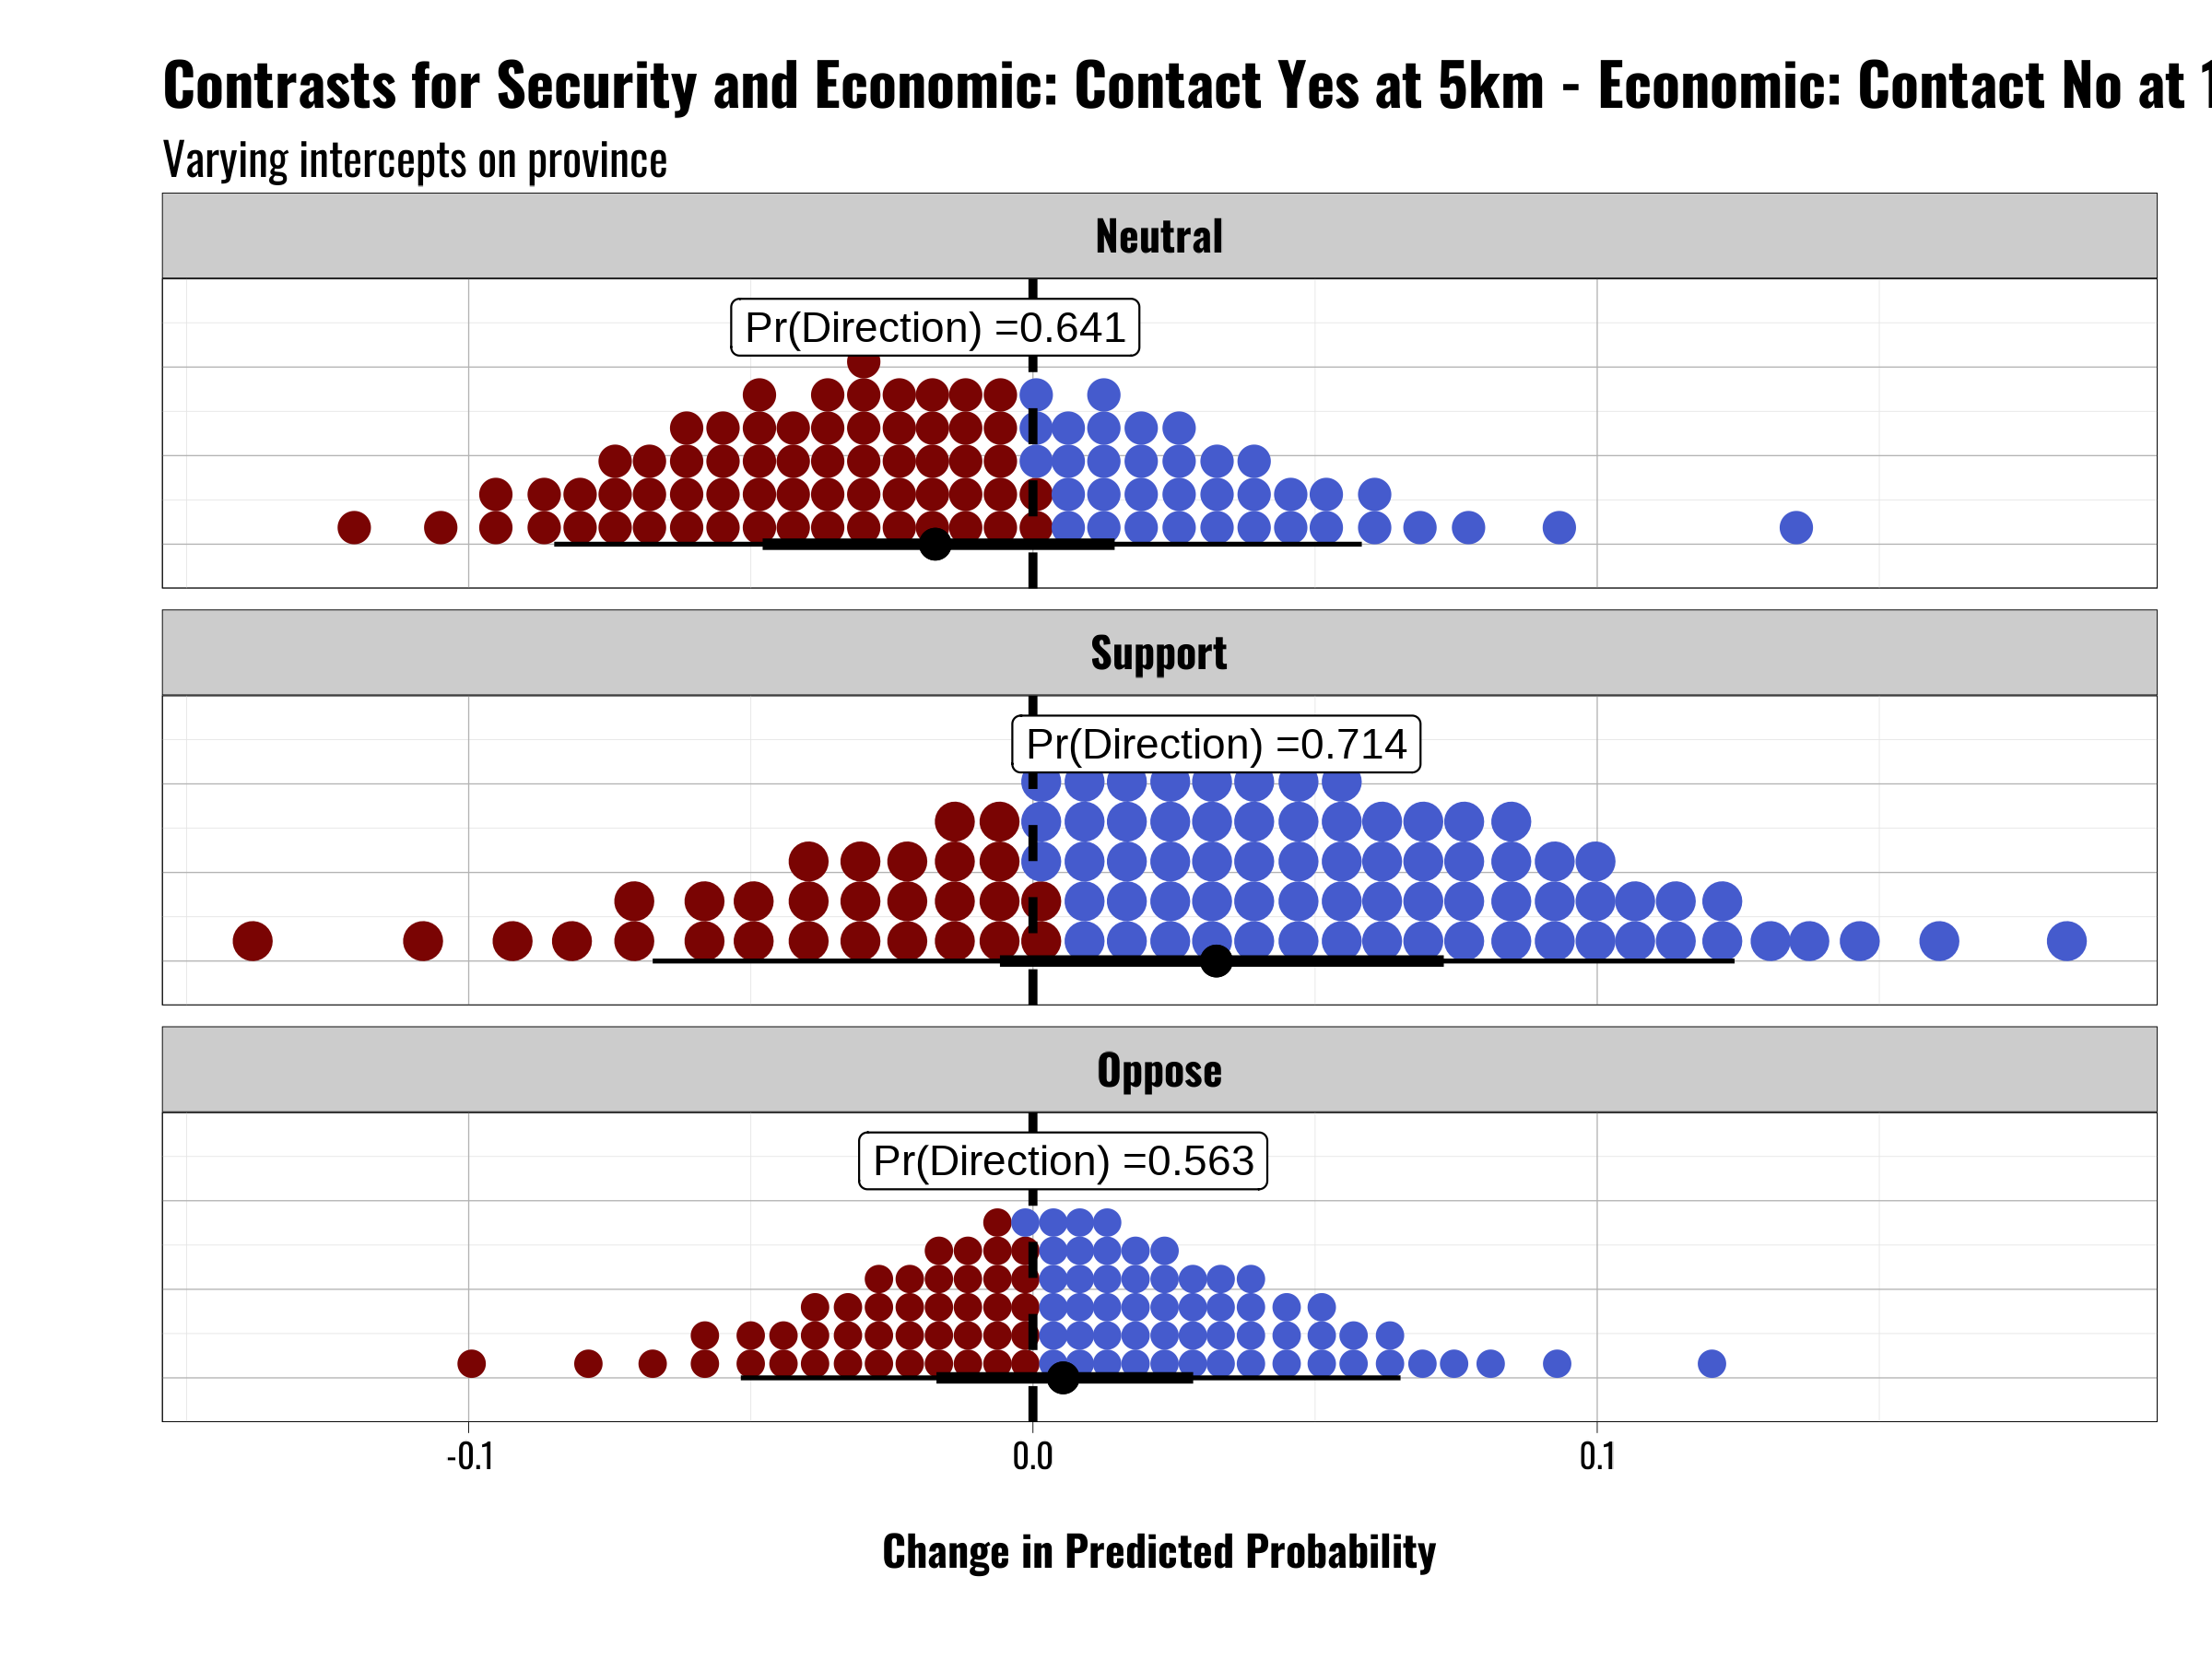 Contrasts for Security and Economic: Contact Yes at 5km - Economic: Contact No at 1
Varying intercepts on province
Neutral
Pr(Direction) =0.641
Support
Pr(Direction) =0.714
Oppose
Pr(Direction) =0.563
-0.1 0.0 0.1
Change in Predicted Probability